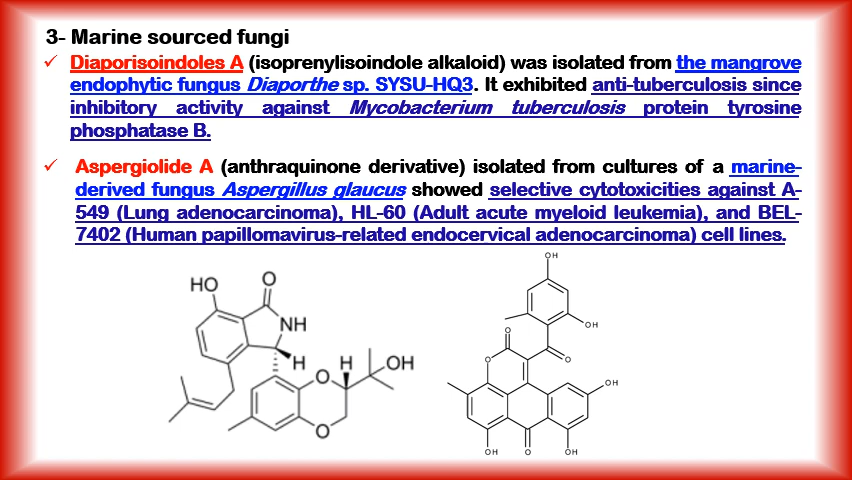 3- Marine sourced fungi
✓ Diaporisoindoles A (isoprenylisoindole alkaloid) was isolated from the mangrove
endophytic fungus Diaporthe sp. SYSU-HQ3. It exhibited anti-tuberculosis since
inhibitory activity against Mycobacterium tuberculosis protein tyrosine
phosphatase B.
✓ Aspergiolide A (anthraquinone derivative) isolated from cultures of a marine-
derived fungus Aspergillus glaucus showed selective cytotoxicities against A-
549 (Lung adenocarcinoma), HL-60 (Adult acute myeloid leukemia), and BEL-
7402 (Human papillomavirus-related endocervical adenocarcinoma) cell lines.
HO O
NH
H
O H OH
O
OH
OH
O
O
O
OH
OH O OH